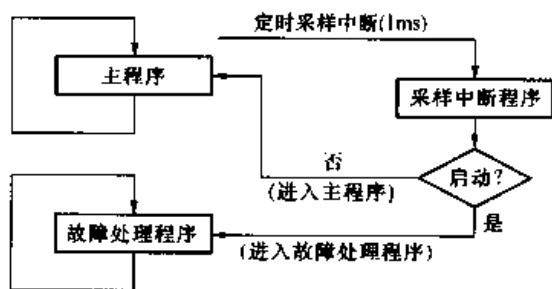 定时采样中断(1ms)
主程序
采样中断程序
否
(进入主程序)
启动?
是
故障处理程序
(进入故障处理程序)